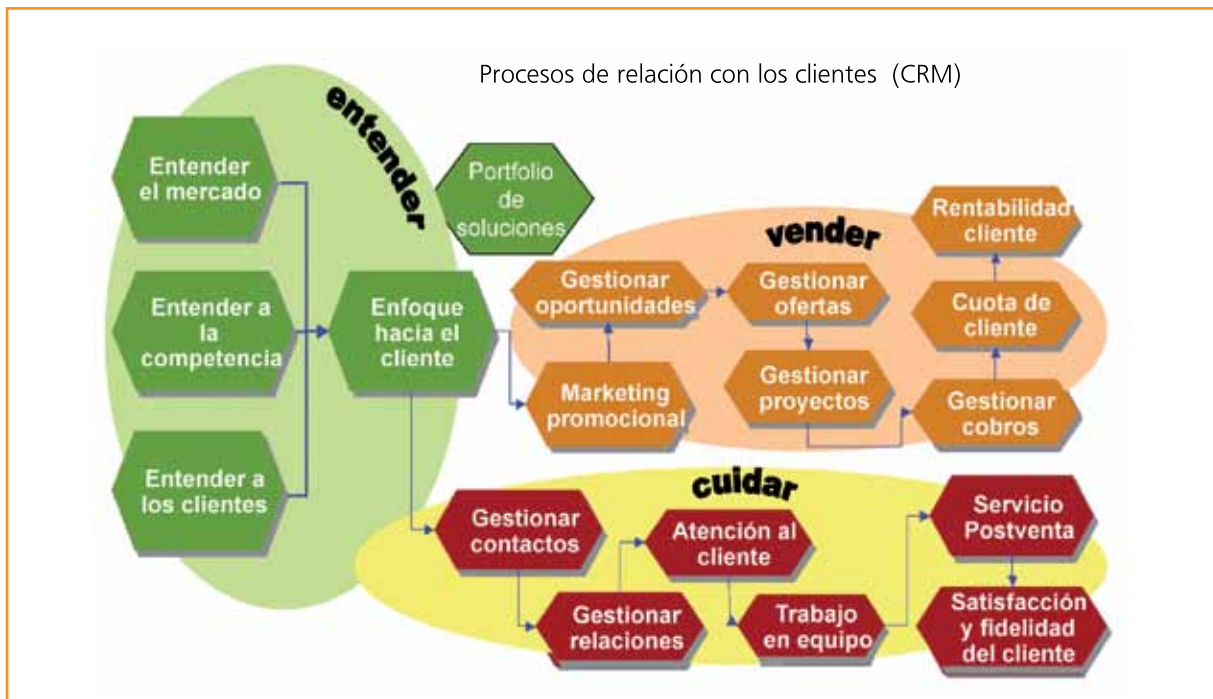 Procesos de relación con los clientes (CRM)
entender
Entender
el mercado
Entender a
la
competencia
Entender a
los clientes
Enfoque
hacia el
cliente
Portfolio
de
soluciones
vender
Gestionar
oportunidades
Marketing
promocional
Gestionar
ofertas
Gestionar
proyectos
Rentabilidad
cliente
Cuota de
cliente
Gestionar
cobros
cuidar
Gestionar
contactos
Gestionar
relaciones
Atención al
cliente
Trabajo
en equipo
Servicio
Postventa
Satisfacción
y fidelidad
del cliente